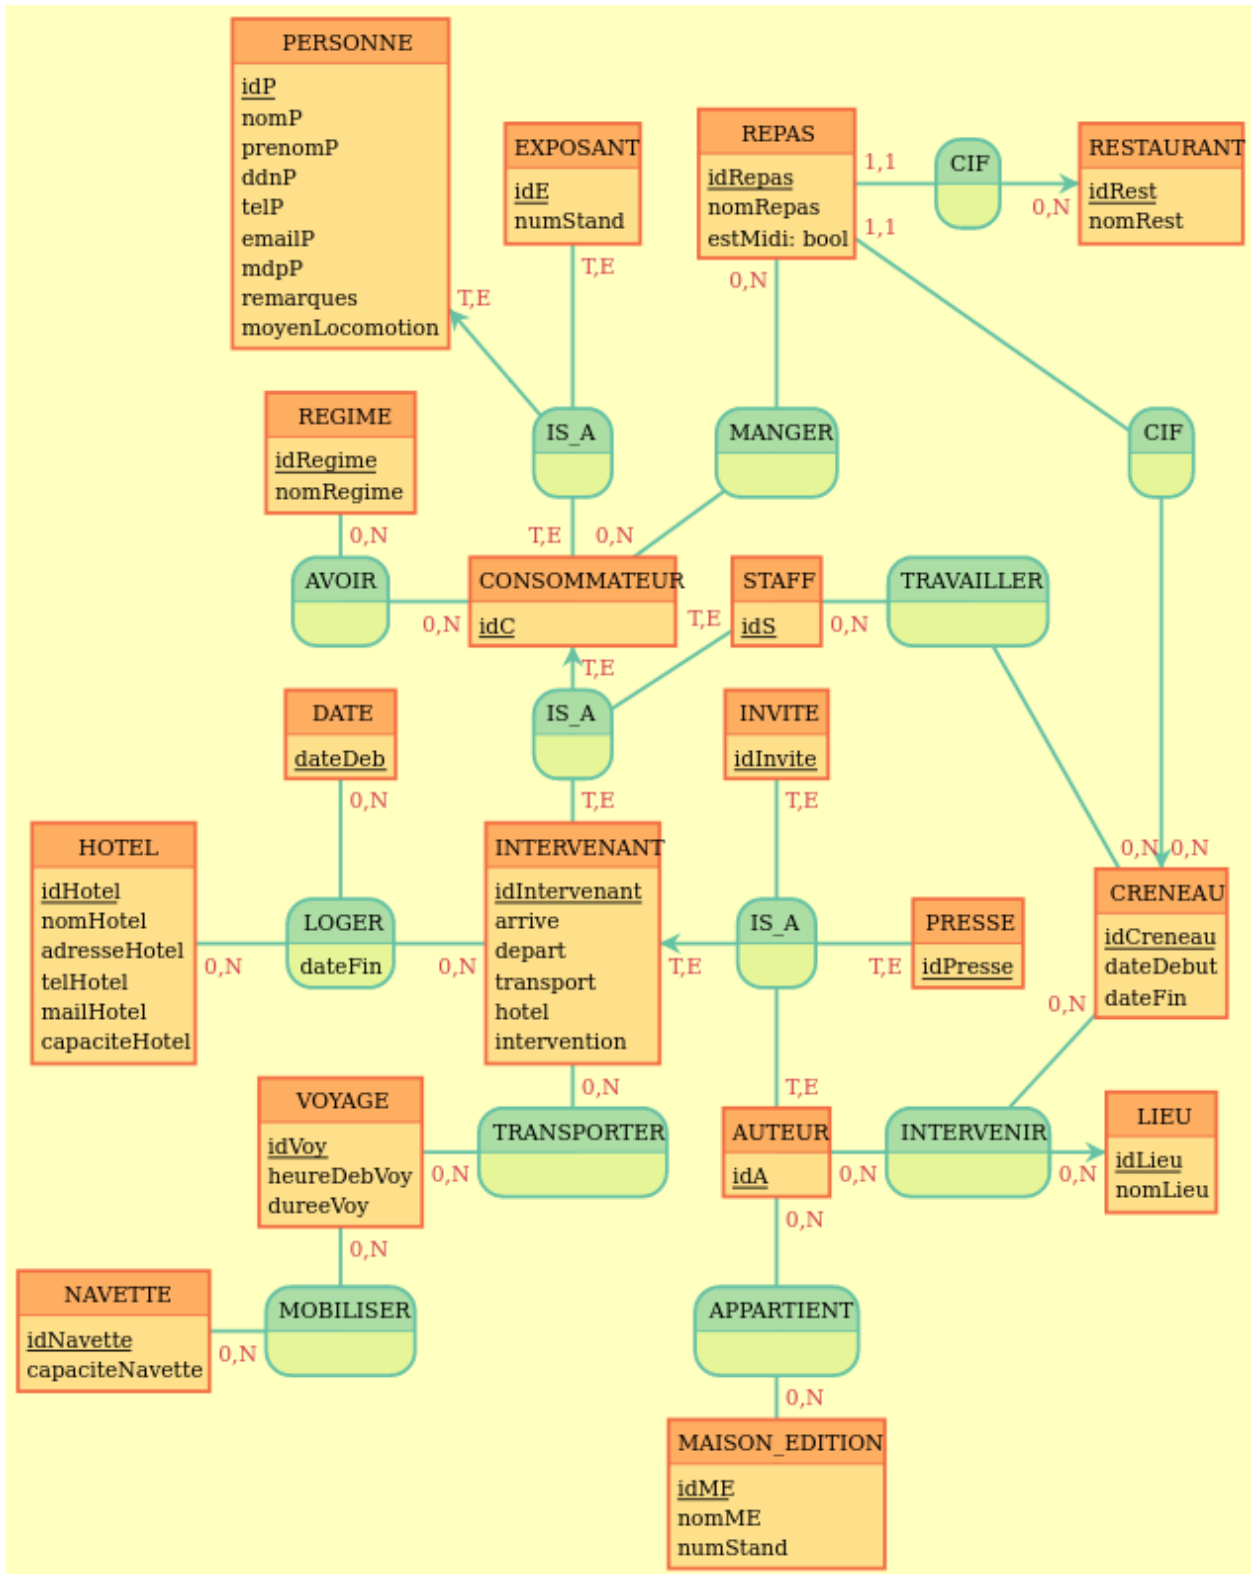 PERSONNE
idP
nomP
prenomP
ddnP
telP
emailP
mdpP
remarques
moyenLocomotion
T,E
EXPOSANT
idE
numStand
T,E
REPAS
idRepas
nomRepas
estMidi: bool
1,1
1,1
0,N
CIF
0,N
RESTAURANT
idRest
nomRest
REGIME
idRegime
nomRegime
0,N
IS_A
T,E
MANGER
0,N
CIF
AVOIR
0,N
CONSOMMATEUR
idC
T,E
STAFF
idS
T,E
0,N
TRAVAILLER
DATE
dateDeb
0,N
IS_A
T,E
INVITE
idInvite
T,E
HOTEL
idHotel
nomHotel
adresseHotel
telHotel
mailHotel
capaciteHotel
0,N
LOGER
dateFin
0,N
INTERVENANT
idIntervenant
arrive
depart
transport
hotel
intervention
T,E
0,N
IS_A
T,E
PRESSE
idPresse
T,E
0,N
0,N
CRENEAU
idCreneau
dateDebut
dateFin
0,N
VOYAGE
idVoy
heureDebVoy
dureeVoy
0,N
0,N
TRANSPORTER
AUTEUR
idA
0,N
0,N
INTERVENIR
0,N
LIEU
idLieu
nomLieu
NAVETTE
idNavette
capaciteNavette
0,N
MOBILISER
APPARTIENT
0,N
MAISON_EDITION
idME
nomME
numStand